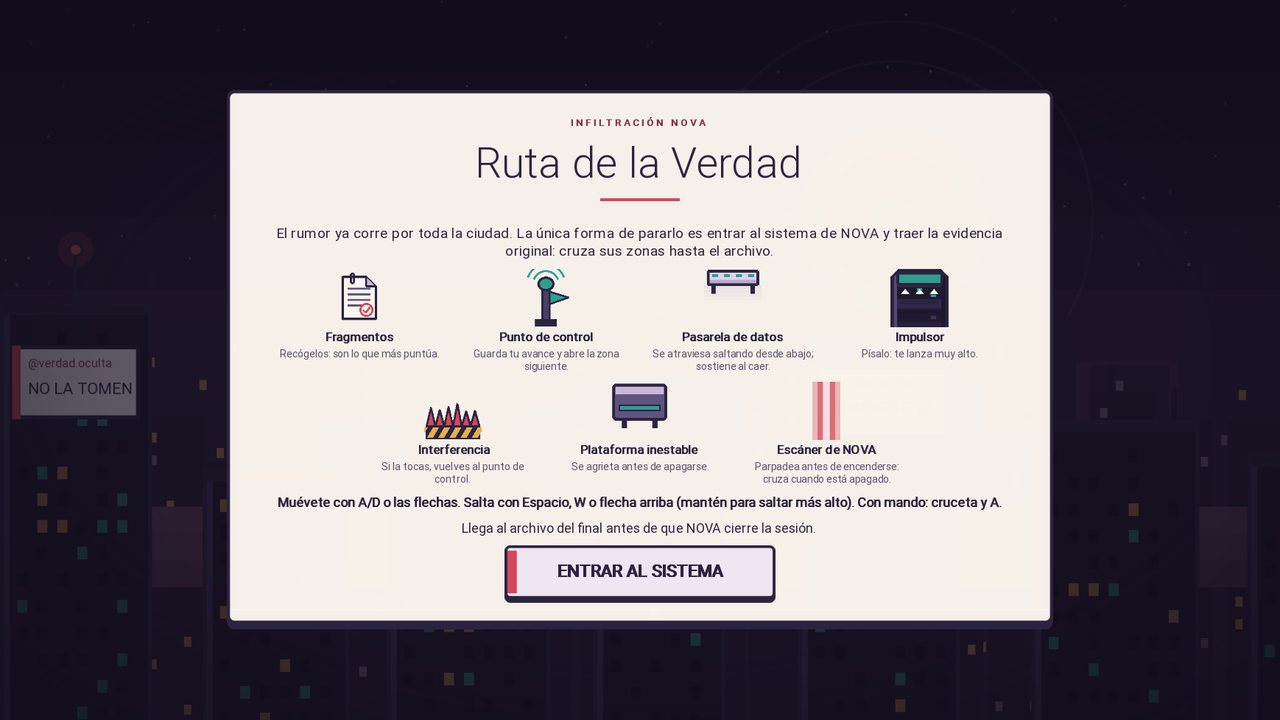 INFILTRACIÓN NOVA
Ruta de la Verdad
El rumor ya corre por toda la ciudad. La única forma de pararlo es entrar al sistema de NOVA y traer la evidencia
original: cruza sus zonas hasta el archivo.
Fragmentos
Recógelos: son lo que más puntúa.
Punto de control
Guarda tu avance y abre la zona
siguiente.
Pasarela de datos
Se atraviesa saltando desde abajo;
sostiene al caer.
Impulsor
Písalo: te lanza muy alto.
@verdad.oculta
NO LA TOMEN
Interferencia
Si la tocas, vuelves al punto de
control.
Plataforma inestable
Se agrieta antes de apagarse.
Escáner de NOVA
Parpadea antes de encenderse:
cruza cuando está apagado.
Muévete con A/D o las flechas. Salta con Espacio, W o flecha arriba (mantén para saltar más alto). Con mando: cruceta y A.
Llega al archivo del final antes de que NOVA cierre la sesión.
ENTRAR AL SISTEMA